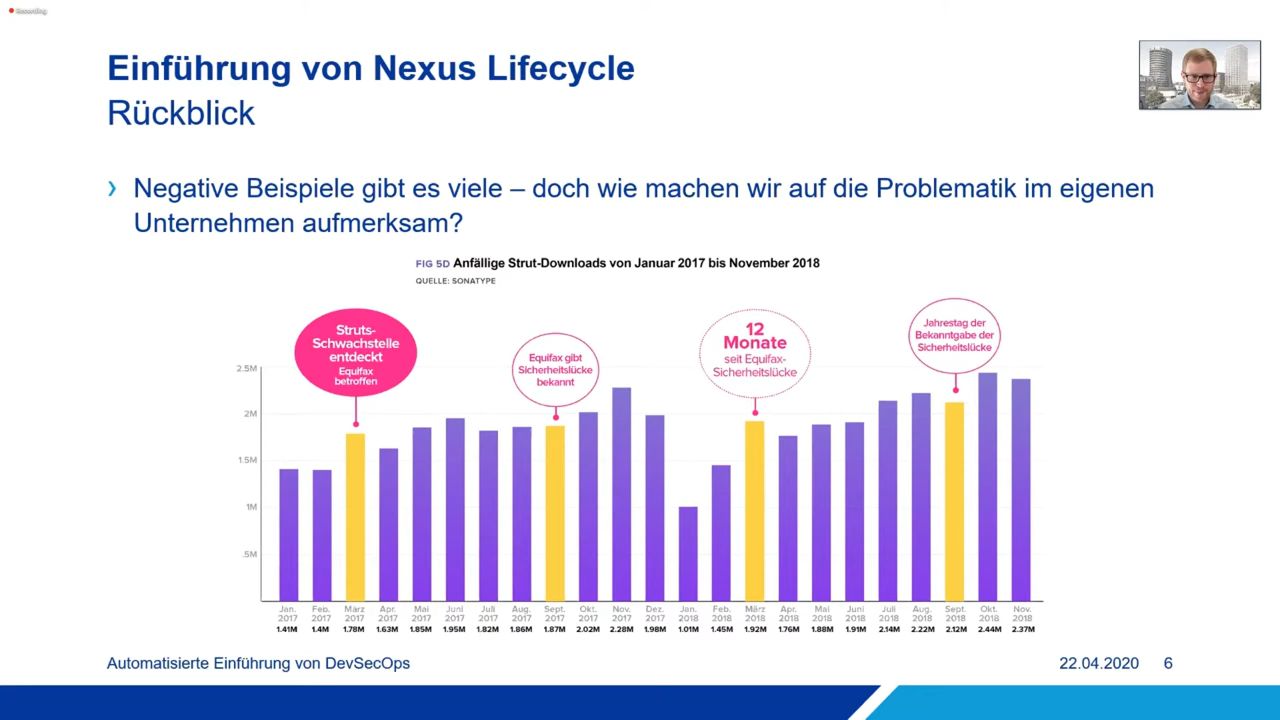 Recording
Einführung von Nexus Lifecycle
Rückblick
› Negative Beispiele gibt es viele – doch wie machen wir auf die Problematik im eigenen
Unternehmen aufmerksam?
FIG 5D Anfällige Strut-Downloads von Januar 2017 bis November 2018
QUELLE: SONATYPE
Struts-
Schwachstelle
entdeckt
Equifax
betroffen
Equifax gibt
Sicherheitslücke
bekannt
12
Monate
seit Equifax-
Sicherheitslücke
Jahrestag der
Bekanntgabe der
Sicherheitslücke
2.5M
2M
1.5M
1M
.5M
Jan. Feb. März Apr. Mai Juni Juli Aug. Sept. Okt. Nov. Dez. Jan. Feb. März Apr. Mai Juni Juli Aug. Sept. Okt. Nov.
2017 2017 2017 2017 2017 2017 2017 2017 2017 2017 2017 2017 2018 2018 2018 2018 2018 2018 2018 2018 2018 2018 2018
1.41M 1.4M 1.78M 1.63M 1.85M 1.95M 1.82M 1.86M 1.87M 2.02M 2.28M 1.98M 1.01M 1.45M 1.92M 1.76M 1.88M 1.91M 2.14M 2.22M 2.12M 2.44M 2.37M
Automatisierte Einführung von DevSecOps 22.04.2020 6